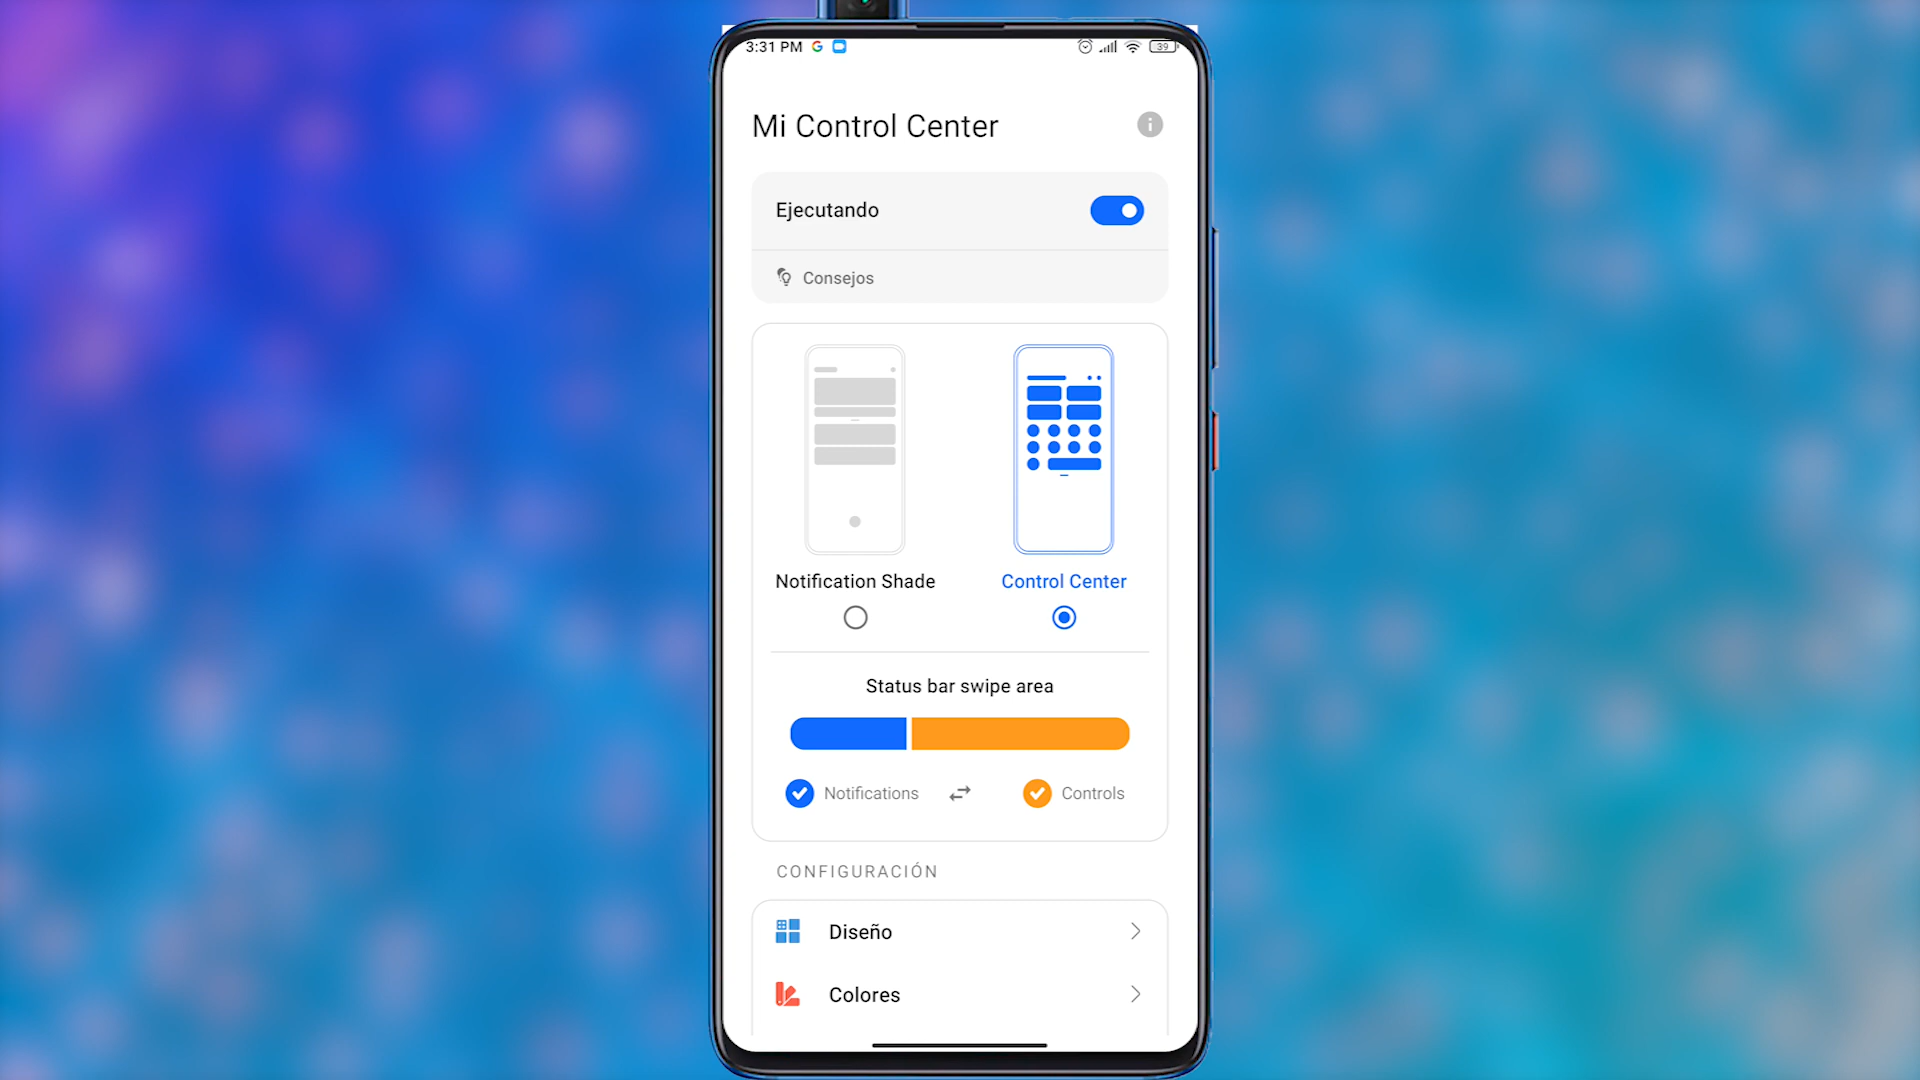 3:31 PM
39
Mi Control Center
Ejecutando
Consejos
Notification Shade
Control Center
Status bar swipe area
Notifications
Controls
CONFIGURACIÓN
Diseño
Colores